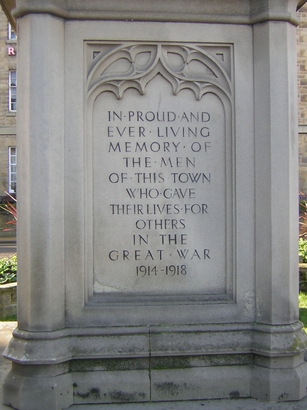 IN · PROUD · AND
EVER · LIVING
MEMORY · OF
THE · MEN
OF · THIS TOWN
WHO · GAVE
THEIR · LIVES · FOR
OTHERS
IN THE
GREAT · WAR
1914 - 1918